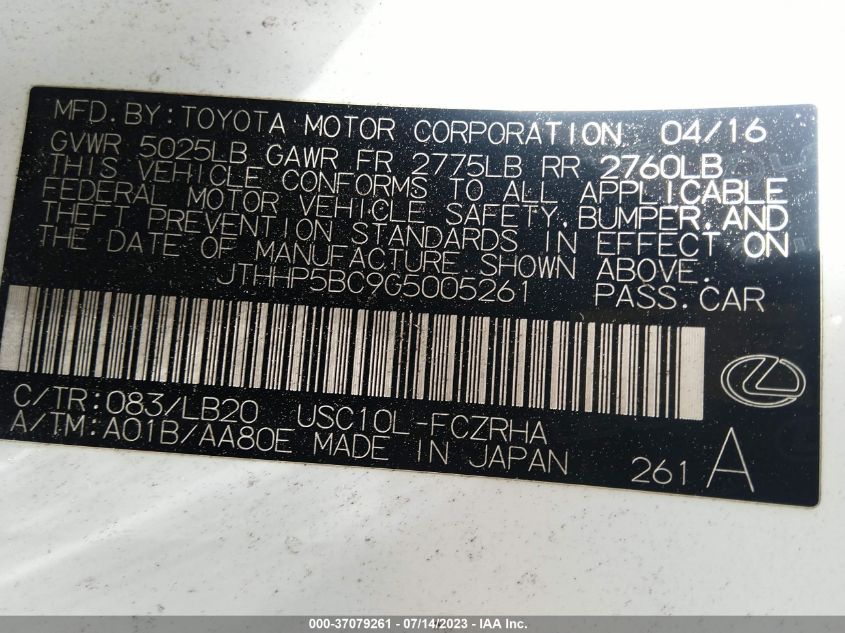 MFD. BY: TOYOTA MOTOR CORPORATION 04/16
GVWR 5025LB GAWR FR 2775LB RR 2760LB
THIS VEHICLE CONFORMS TO ALL APPLICABLE
FEDERAL MOTOR VEHICLE SAFETY, BUMPER, AND
THEFT PREVENTION STANDARDS IN EFFECT ON
THE DATE OF MANUFACTURE SHOWN ABOVE.
JTHHP5BC9G5005261 PASS. CAR
C/TR: 083/LB20 USC10L-FCZRHA
A/TM: A01B/AA80E MADE IN JAPAN
261 A
000-37079261 - 07/14/2023 - IAA Inc.